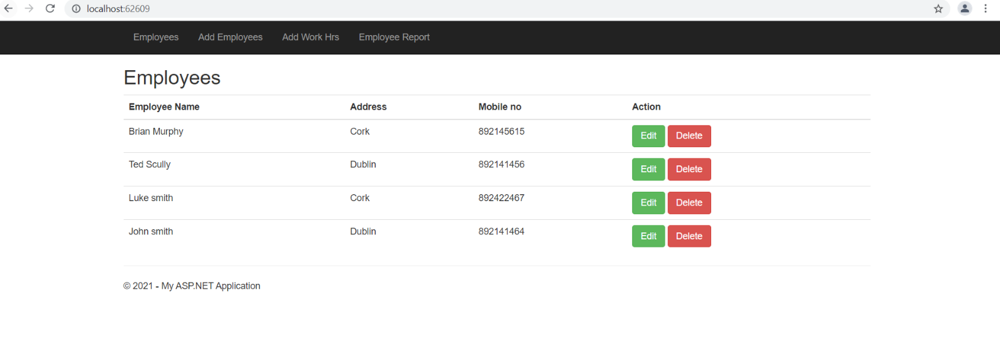 localhost:62609
Employees Add Employees Add Work Hrs Employee Report
Employees
Employee Name Address Mobile no Action
Brian Murphy Cork 892145615 Edit Delete
Ted Scully Dublin 892141456 Edit Delete
Luke smith Cork 892422467 Edit Delete
John smith Dublin 892141464 Edit Delete
© 2021 - My ASP.NET Application